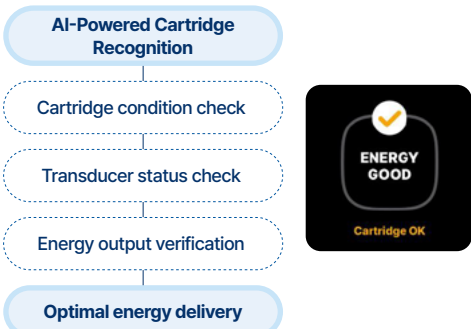 AI-Powered Cartridge
Recognition
Cartridge condition check
Transducer status check
Energy output verification
Optimal energy delivery
ENERGY
GOOD
Cartridge OK